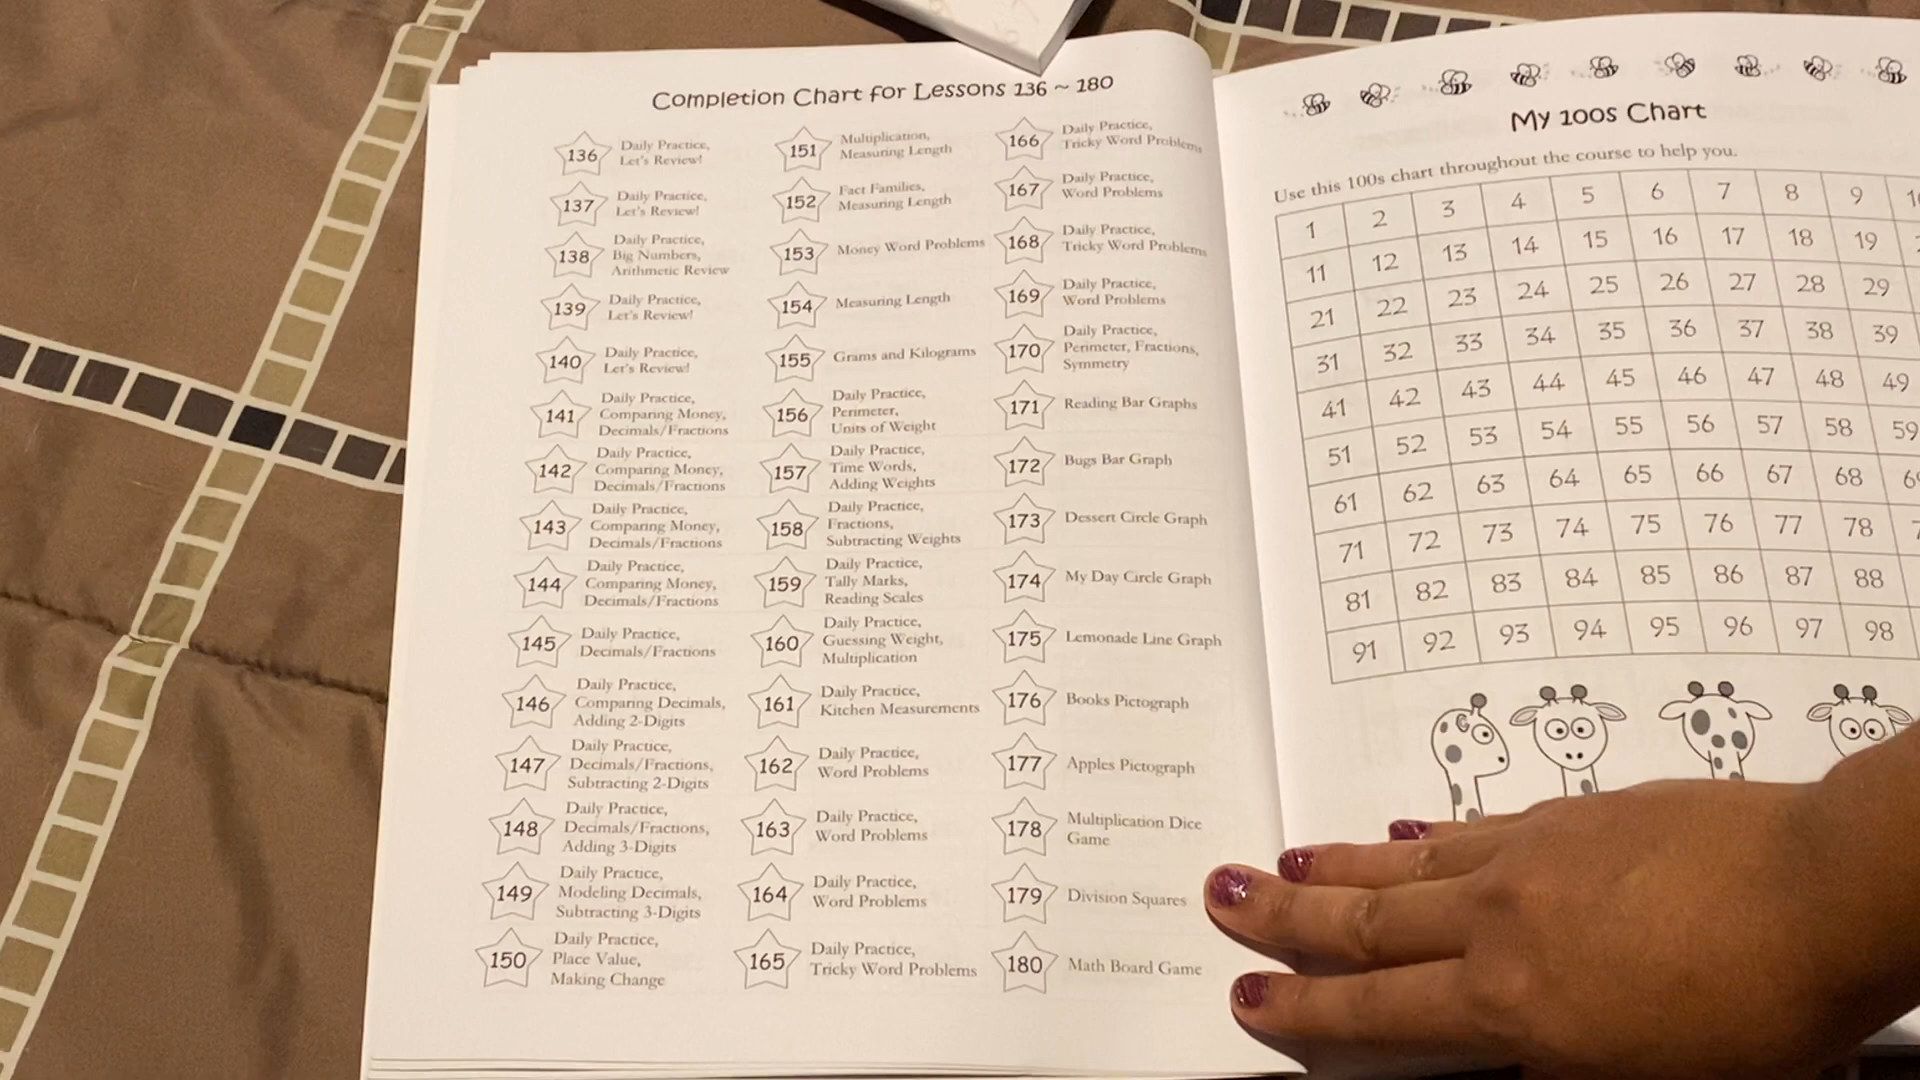 Completion Chart for Lessons 136 ~ 180
136 Daily Practice,
Let's Review!
137 Daily Practice,
Let's Review!
138 Daily Practice,
Big Numbers,
Arithmetic Review
139 Daily Practice,
Let's Review!
140 Daily Practice,
Let's Review!
141 Daily Practice,
Comparing Money,
Decimals/Fractions
142 Daily Practice,
Comparing Money,
Decimals/Fractions
143 Daily Practice,
Comparing Money,
Decimals/Fractions
144 Daily Practice,
Comparing Money,
Decimals/Fractions
145 Daily Practice,
Decimals/Fractions
146 Daily Practice,
Comparing Decimals,
Adding 2-Digits
147 Daily Practice,
Decimals/Fractions,
Subtracting 2-Digits
148 Daily Practice,
Decimals/Fractions,
Adding 3-Digits
149 Daily Practice,
Modeling Decimals,
Subtracting 3-Digits
150 Daily Practice,
Place Value,
Making Change
151 Multiplication,
Measuring Length
152 Fact Families,
Measuring Length
153 Money Word Problems
154 Measuring Length
155 Grams and Kilograms
156 Daily Practice,
Perimeter,
Units of Weight
157 Daily Practice,
Time Words,
Adding Weights
158 Daily Practice,
Fractions,
Subtracting Weights
159 Daily Practice,
Tally Marks,
Reading Scales
160 Daily Practice,
Guessing Weight,
Multiplication
161 Daily Practice,
Kitchen Measurements
162 Daily Practice,
Word Problems
163 Daily Practice,
Word Problems
164 Daily Practice,
Word Problems
165 Daily Practice,
Tricky Word Problems
166 Daily Practice,
Tricky Word Problems
167 Daily Practice,
Word Problems
168 Daily Practice,
Tricky Word Problems
169 Daily Practice,
Word Problems
170 Daily Practice,
Perimeter, Fractions,
Symmetry
171 Reading Bar Graphs
172 Bugs Bar Graph
173 Dessert Circle Graph
174 My Day Circle Graph
175 Lemonade Line Graph
176 Books Pictograph
177 Apples Pictograph
178 Multiplication Dice
Game
179 Division Squares
180 Math Board Game
My 100s Chart
Use this 100s chart throughout the course to help you.
1 2 3 4 5 6 7 8 9
11 12 13 14 15 16 17 18 19
21 22 23 24 25 26 27 28 29
31 32 33 34 35 36 37 38 39
41 42 43 44 45 46 47 48 49
51 52 53 54 55 56 57 58 59
61 62 63 64 65 66 67 68
71 72 73 74 75 76 77 78
81 82 83 84 85 86 87 88
91 92 93 94 95 96 97 98